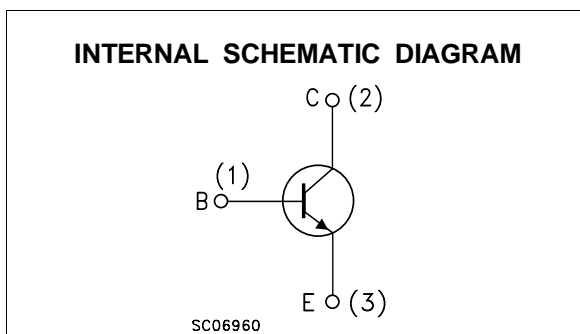 INTERNAL SCHEMATIC DIAGRAM
C (2)
(1)
B
E (3)
SC06960